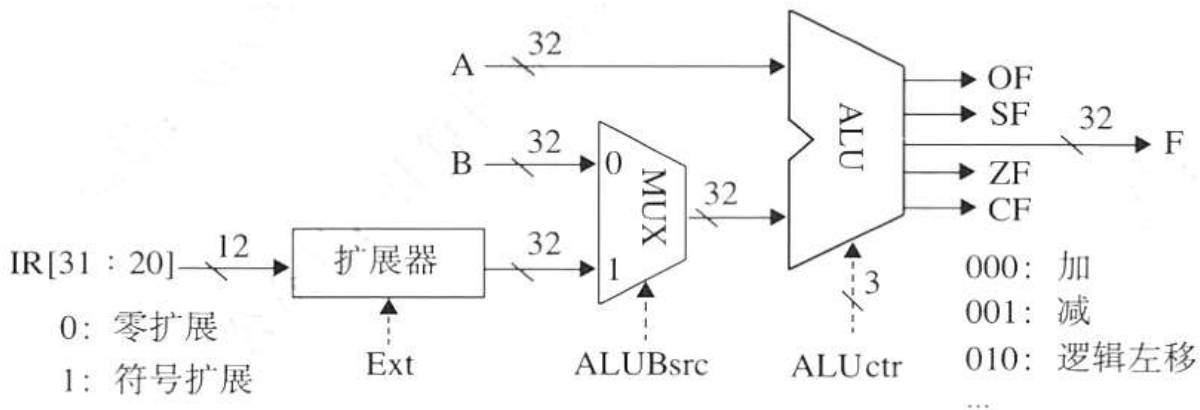 A
32
B
32
0
MUX
1
32
ALU
OF
SF
32
F
ZF
CF
IR[31：20]
12
扩展器
32
3
0：零扩展
1：符号扩展
Ext
ALUBsrc
ALUctr
000：加
001：减
010：逻辑左移
...